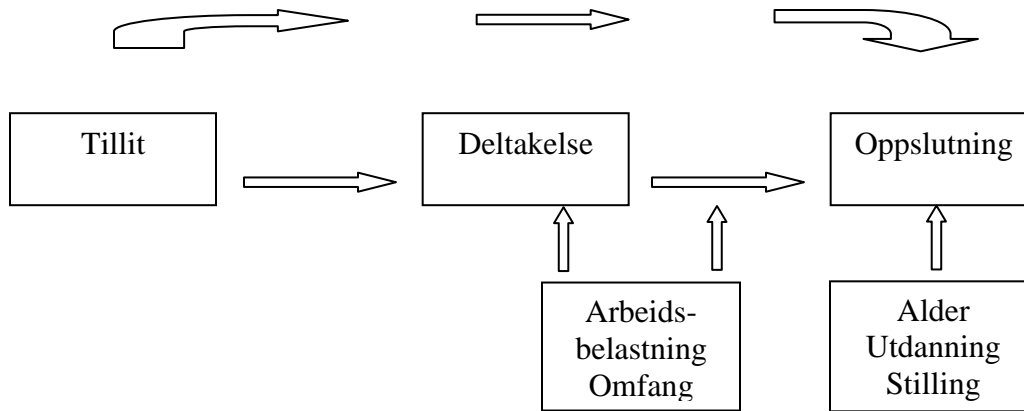 Tillit
Deltakelse
Oppslutning
Arbeids-
belastning
Omfang
Alder
Utdanning
Stilling